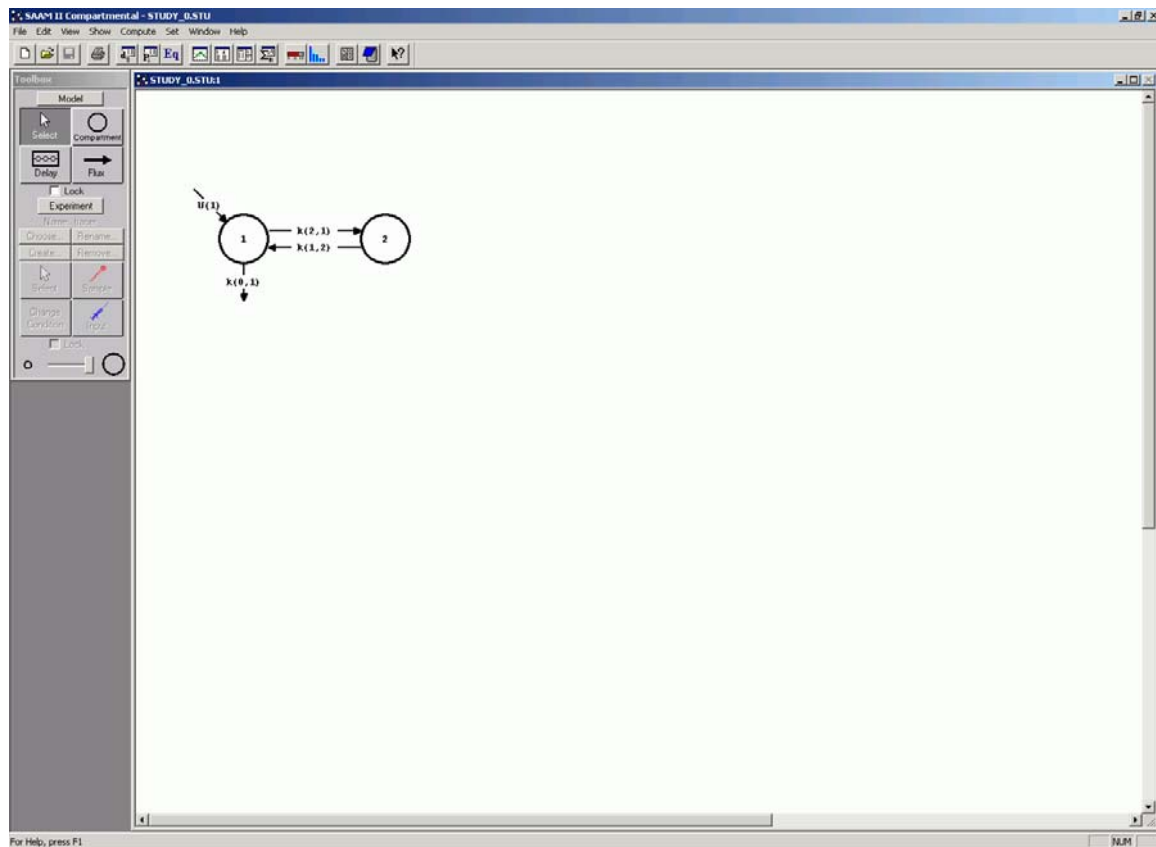 SAAM II Compartmental - STUDY_0.STU
File Edit View Show Compute Set Window Help
Eq
Toolbox
STUDY_0.STU:1
Model
Select Compartment
Delay Flux
Lock
Experiment
Choose... Rename...
Create... Remove...
Select Sample
Change Condition Input
Lock
U(1)
1
k(2,1)
k(1,2)
2
k(0,1)
For Help, press F1
NUM